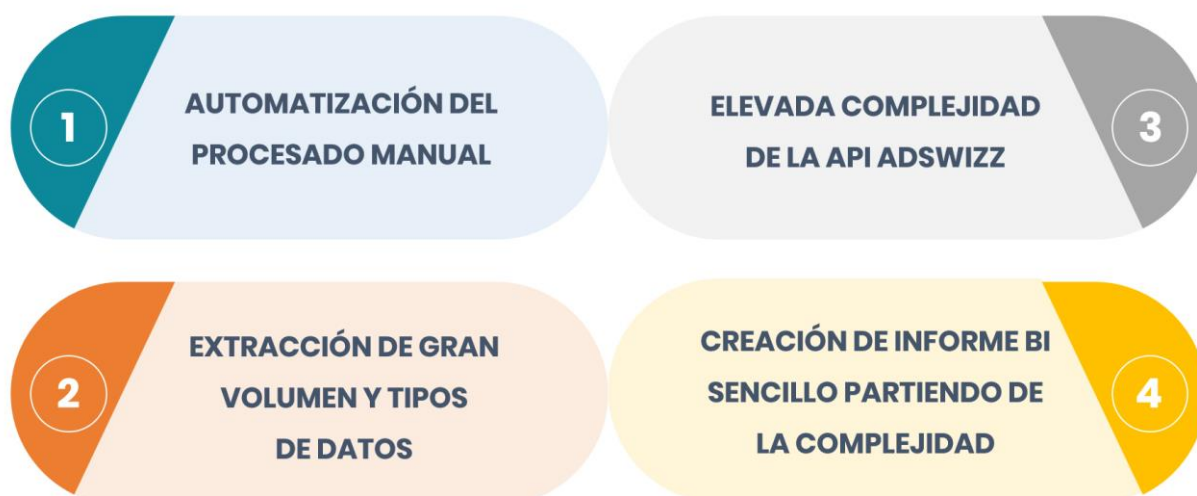 1
AUTOMATIZACIÓN DEL
PROCESADO MANUAL
2
EXTRACCIÓN DE GRAN
VOLUMEN Y TIPOS
DE DATOS
ELEVADA COMPLEJIDAD
DE LA API ADSWIZZ
3
CREACIÓN DE INFORME BI
SENCILLO PARTIENDO DE
LA COMPLEJIDAD
4